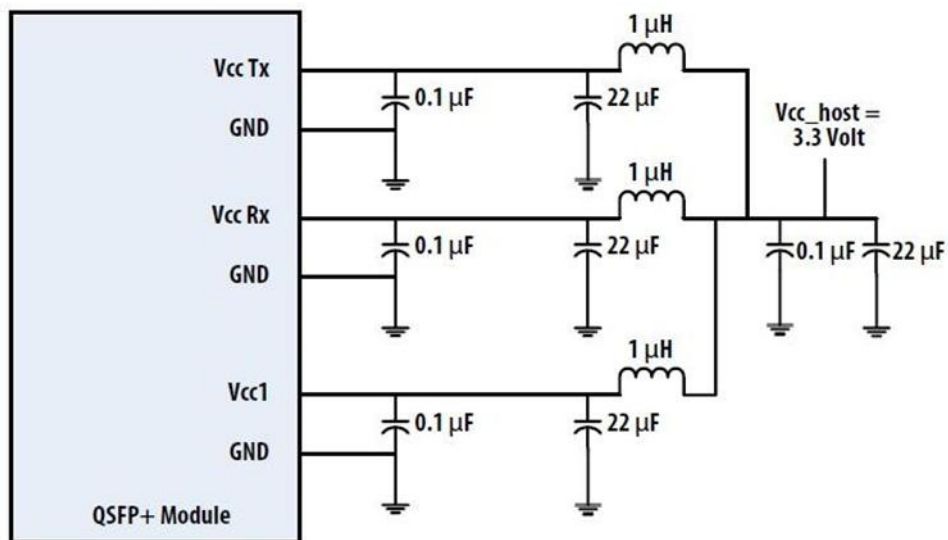 1 μH
Vcc Tx
0.1 μF
22 μF
Vcc_host =
3.3 Volt
GND
1 μH
Vcc Rx
0.1 μF
22 μF
0.1 μF
22 μF
GND
1 μH
Vcc1
0.1 μF
22 μF
GND
QSFP+ Module